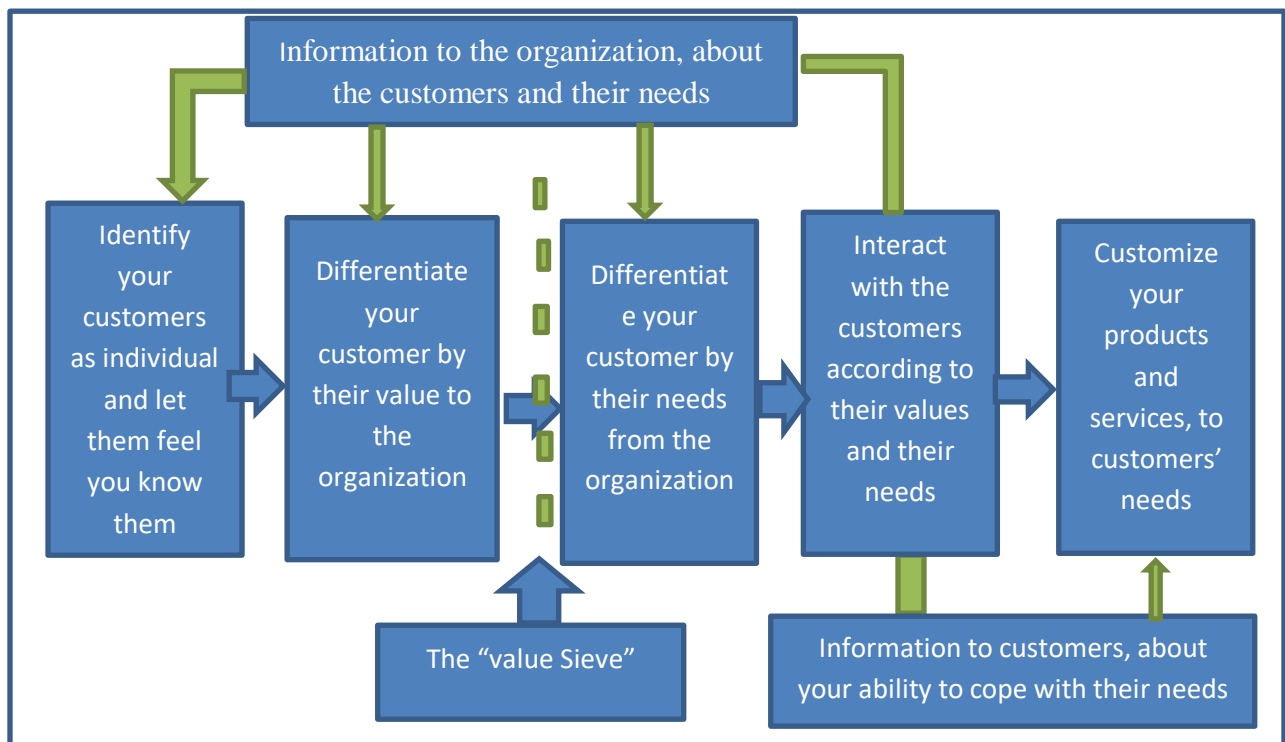 Information to the organization, about
the customers and their needs
Identify
your
customers
as individual
and let
them feel
you know
them
Differentiate
your
customer by
their value to
the
organization
Differentiat
e your
customer by
their needs
from the
organization
Interact
with the
customers
according to
their values
and their
needs
Customize
your
products
and
services, to
customers’
needs
The “value Sieve”
Information to customers, about
your ability to cope with their needs